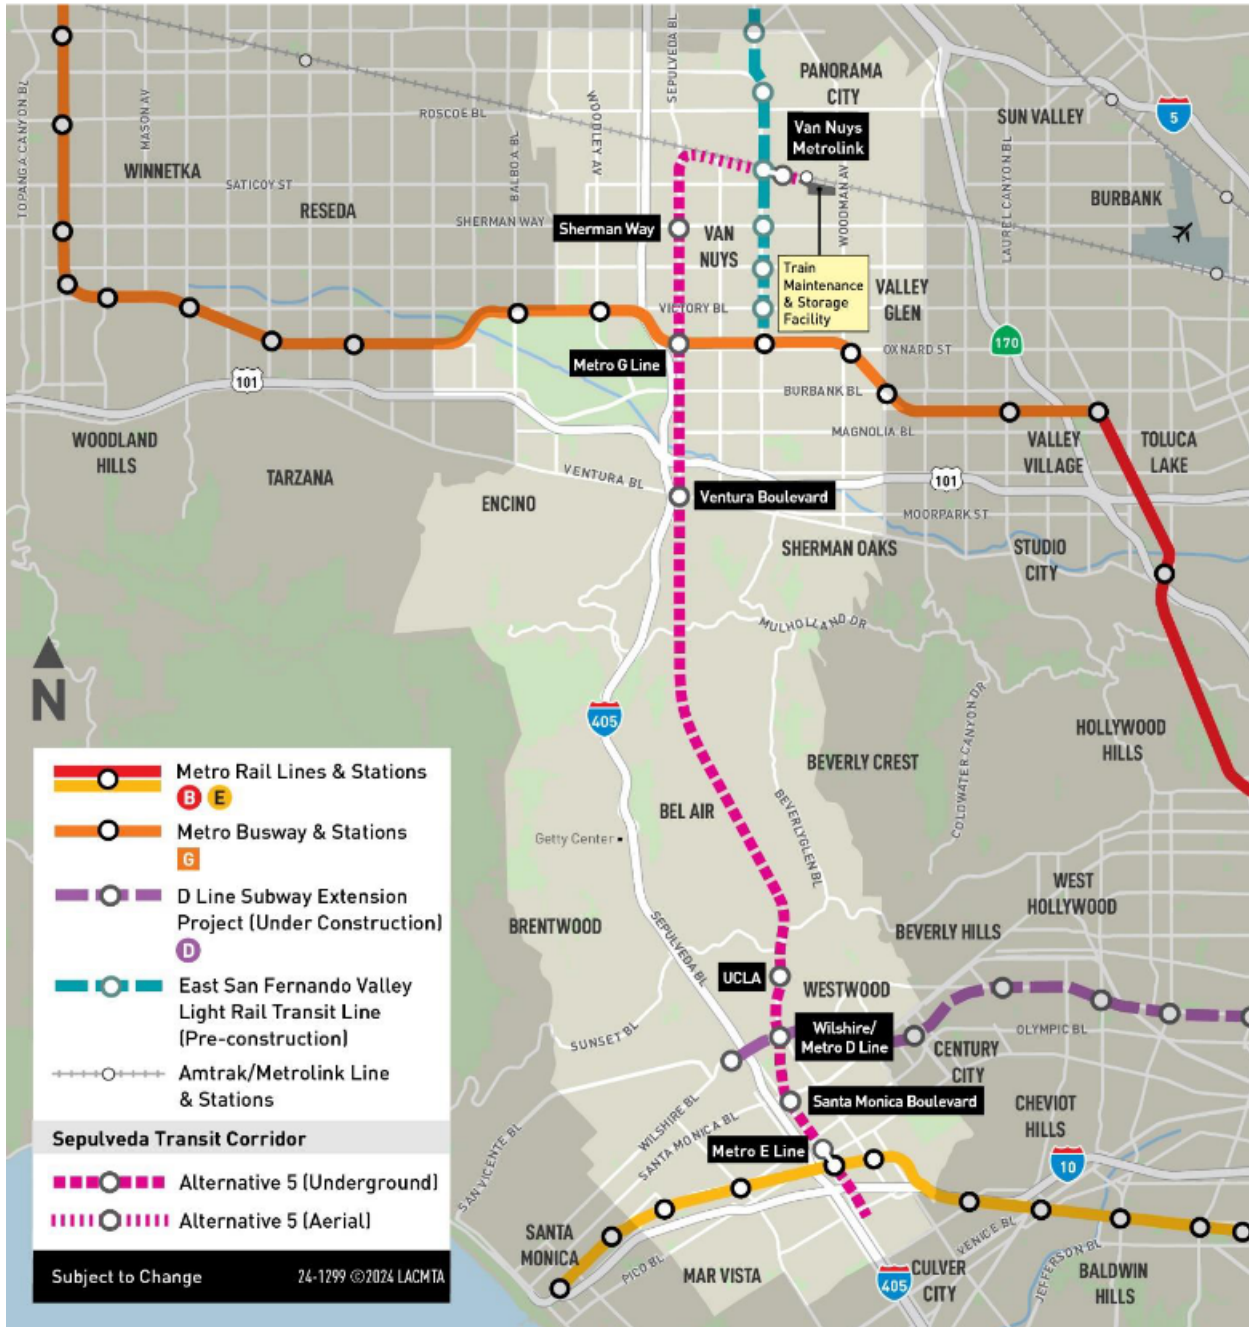 SEPULVEDA BL
PANORAMA
CITY
SUN VALLEY
5
TOPANGA CANYON BL
MASON AV
ROSCOE BL
WOODLEY AV
BALBOA BL
Van Nuys
Metrolink
WOODMAN AV
LAUREL CANYON BL
WINNETKA
SATICOY ST
RESEDA
SHERMAN WAY
BURBANK
Sherman Way
VAN
NUYS
Train
Maintenance
& Storage
Facility
VALLEY
GLEN
VICTORY BL
170
Metro G Line
OXNARD ST
101
BURBANK BL
MAGNOLIA BL
WOODLAND
HILLS
TARZANA
VALLEY
VILLAGE
TOLUCA
LAKE
VENTURA BL
ENCINO
101
Ventura Boulevard
MOORPARK ST
SHERMAN OAKS
STUDIO
CITY
MULHOLLAND DR
N
405
COLDWATER CANYON DR
HOLLYWOOD
HILLS
BEVERLY CREST
BEL AIR
BEVERLY GLEN BL
Getty Center
WEST
HOLLYWOOD
BRENTWOOD
SEPULVEDA BL
BEVERLY HILLS
UCLA
WESTWOOD
SUNSET BL
Wilshire/
Metro D Line
OLYMPIC BL
CENTURY
CITY
Santa Monica Boulevard
CHEVIOT
HILLS
WILSHIRE BL
SANTA MONICA BL
SAN VICENTE BL
Metro E Line
10
SANTA
MONICA
PICO BL
MAR VISTA
VENICE BL
JEFFERSON BL
405
CULVER
CITY
BALDWIN
HILLS
Metro Rail Lines & Stations
B E
Metro Busway & Stations
G
D Line Subway Extension
Project (Under Construction)
D
East San Fernando Valley
Light Rail Transit Line
(Pre-construction)
Amtrak/Metrolink Line
& Stations
Sepulveda Transit Corridor
Alternative 5 (Underground)
Alternative 5 (Aerial)
Subject to Change 24-1299 ©2024 LACMTA